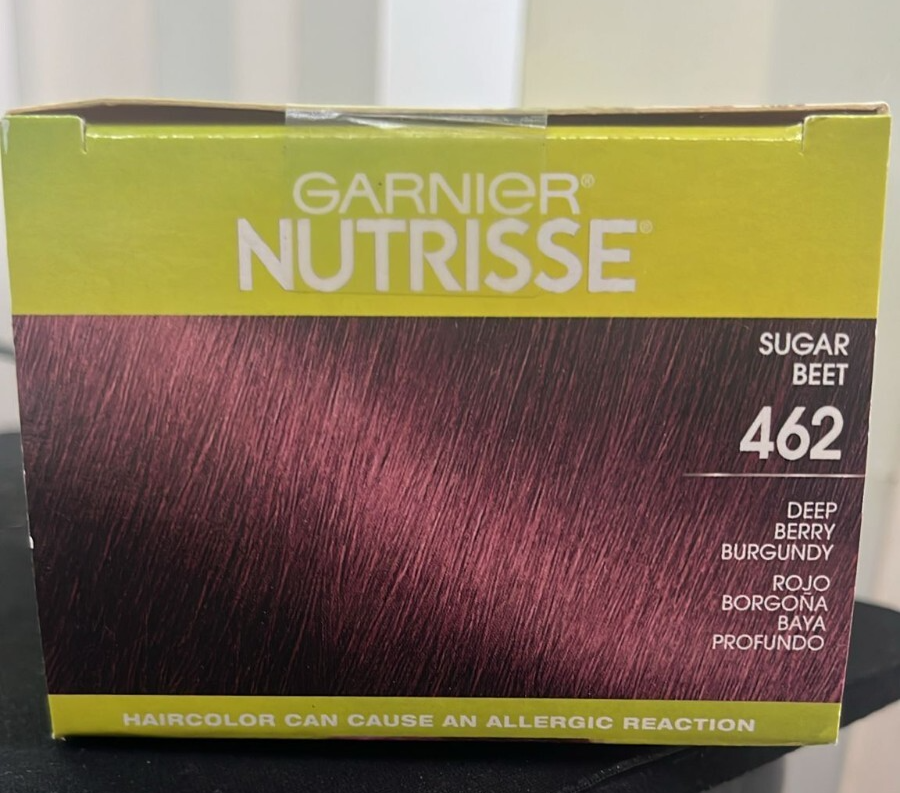 GARNIER®
NUTRISSE®
SUGAR
BEET
462
DEEP
BERRY
BURGUNDY
ROJO
BORGOÑA
BAYA
PROFUNDO
HAIRCOLOR CAN CAUSE AN ALLERGIC REACTION